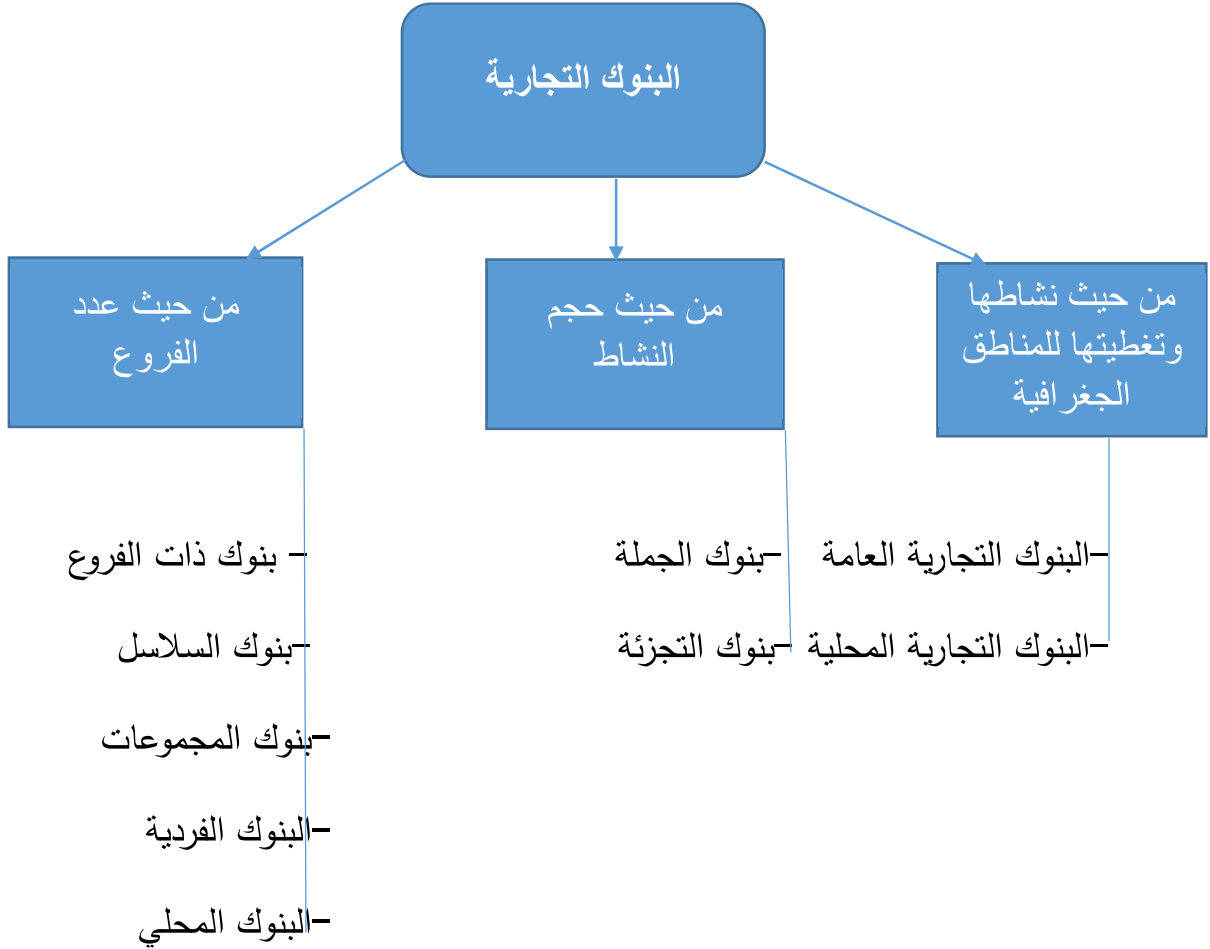 البنوك التجارية
من حيث نشاطها
وتغطيتها للمناطق
الجغرافية
-البنوك التجارية العامة
-البنوك التجارية المحلية
من حيث حجم
النشاط
-بنوك الجملة
-بنوك التجزئة
من حيث عدد
الفروع
- بنوك ذات الفروع
-بنوك السلاسل
-بنوك المجموعات
-البنوك الفردية
-البنوك المحلي